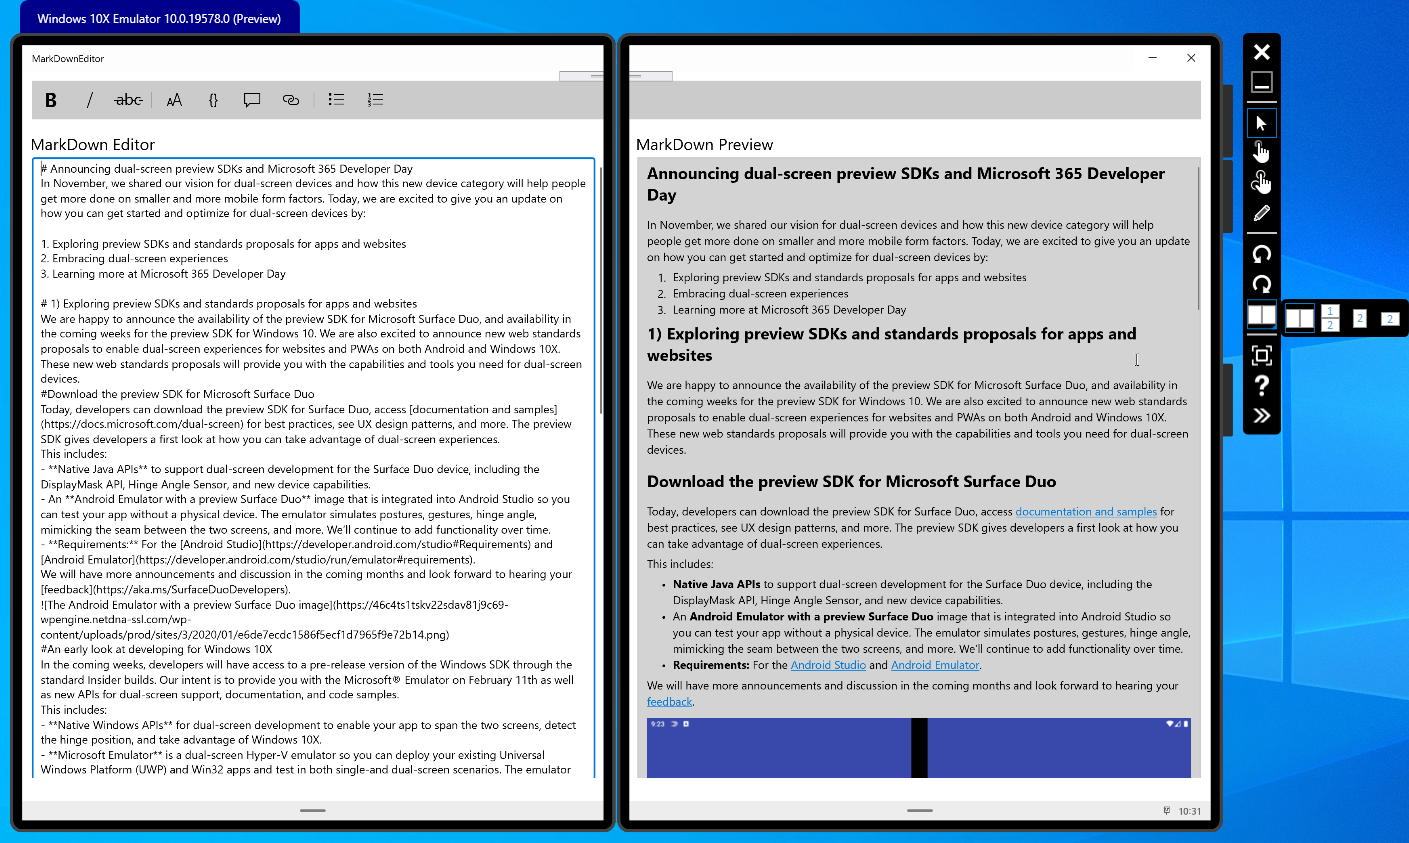 Windows 10X Emulator 10.0.19578.0 (Preview)
MarkDownEditor
B / abc AA {}
MarkDown Editor
# Announcing dual-screen preview SDKs and Microsoft 365 Developer Day
In November, we shared our vision for dual-screen devices and how this new device category will help people
get more done on smaller and more mobile form factors. Today, we are excited to give you an update on
how you can get started and optimize for dual-screen devices by:
1. Exploring preview SDKs and standards proposals for apps and websites
2. Embracing dual-screen experiences
3. Learning more at Microsoft 365 Developer Day
# 1) Exploring preview SDKs and standards proposals for apps and websites
We are happy to announce the availability of the preview SDK for Microsoft Surface Duo, and availability in
the coming weeks for the preview SDK for Windows 10. We are also excited to announce new web standards
proposals to enable dual-screen experiences for websites and PWAs on both Android and Windows 10X.
These new web standards proposals will provide you with the capabilities and tools you need for dual-screen
devices.
#Download the preview SDK for Microsoft Surface Duo
Today, developers can download the preview SDK for Surface Duo, access [documentation and samples]
(https://docs.microsoft.com/dual-screen) for best practices, see UX design patterns, and more. The preview
SDK gives developers a first look at how you can take advantage of dual-screen experiences.
This includes:
- **Native Java APIs** to support dual-screen development for the Surface Duo device, including the
DisplayMask API, Hinge Angle Sensor, and new device capabilities.
- An **Android Emulator with a preview Surface Duo** image that is integrated into Android Studio so you
can test your app without a physical device. The emulator simulates postures, gestures, hinge angle,
mimicking the seam between the two screens, and more. We'll continue to add functionality over time.
- **Requirements:** For the [Android Studio](https://developer.android.com/studio#Requirements) and
[Android Emulator](https://developer.android.com/studio/run/emulator#requirements).
We will have more announcements and discussion in the coming months and look forward to hearing your
[feedback](https://aka.ms/SurfaceDuoDevelopers).
![The Android Emulator with a preview Surface Duo image](https://46c4ts1tskv22sdav81j9c69-
wpengine.netdna-ssl.com/wp-
content/uploads/prod/sites/3/2020/01/e6de7ecdc1586f5ecf1d7965f9e72b14.png)
#An early look at developing for Windows 10X
In the coming weeks, developers will have access to a pre-release version of the Windows SDK through the
standard Insider builds. Our intent is to provide you with the Microsoft® Emulator on February 11th as well
as new APIs for dual-screen support, documentation, and code samples.
This includes:
- **Native Windows APIs** for dual-screen development to enable your app to span the two screens, detect
the hinge position, and take advantage of Windows 10X.
- **Microsoft Emulator** is a dual-screen Hyper-V emulator so you can deploy your existing Universal
Windows Platform (UWP) and Win32 apps and test in both single-and dual-screen scenarios. The emulator
MarkDown Preview
Announcing dual-screen preview SDKs and Microsoft 365 Developer
Day
In November, we shared our vision for dual-screen devices and how this new device category will help
people get more done on smaller and more mobile form factors. Today, we are excited to give you an update
on how you can get started and optimize for dual-screen devices by:
1. Exploring preview SDKs and standards proposals for apps and websites
2. Embracing dual-screen experiences
3. Learning more at Microsoft 365 Developer Day
1) Exploring preview SDKs and standards proposals for apps and
websites
We are happy to announce the availability of the preview SDK for Microsoft Surface Duo, and availability in
the coming weeks for the preview SDK for Windows 10. We are also excited to announce new web standards
proposals to enable dual-screen experiences for websites and PWAs on both Android and Windows 10X.
These new web standards proposals will provide you with the capabilities and tools you need for dual-screen
devices.
Download the preview SDK for Microsoft Surface Duo
Today, developers can download the preview SDK for Surface Duo, access documentation and samples for
best practices, see UX design patterns, and more. The preview SDK gives developers a first look at how you
can take advantage of dual-screen experiences.
This includes:
• Native Java APIs to support dual-screen development for the Surface Duo device, including the
DisplayMask API, Hinge Angle Sensor, and new device capabilities.
• An Android Emulator with a preview Surface Duo image that is integrated into Android Studio so
you can test your app without a physical device. The emulator simulates postures, gestures, hinge angle,
mimicking the seam between the two screens, and more. We'll continue to add functionality over time.
• Requirements: For the Android Studio and Android Emulator.
We will have more announcements and discussion in the coming months and look forward to hearing your
feedback.
9:23
10:31
1
2
2
2
?